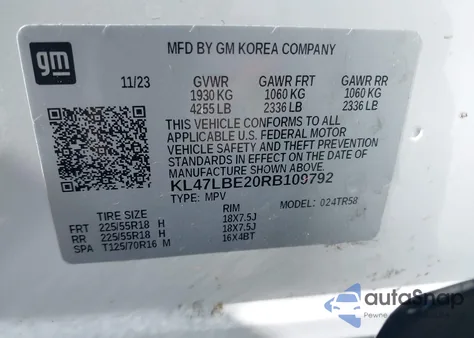 gm
MFD BY GM KOREA COMPANY
11/23 GVWR GAWR FRT GAWR RR
1930 KG 1060 KG 1060 KG
4255 LB 2336 LB 2336 LB
THIS VEHICLE CONFORMS TO ALL
APPLICABLE U.S. FEDERAL MOTOR
VEHICLE SAFETY AND THEFT PREVENTION
STANDARDS IN EFFECT ON THE DATE OF
MANUFACTURE SHOWN ABOVE.
KL47LBE20RB109792
TYPE: MPV MODEL: 024TR58
TIRE SIZE RIM
FRT 225/55R18 H 18X7.5J
RR 225/55R18 H 18X7.5J
SPA T125/70R16 M 16X4BT
autoSnap